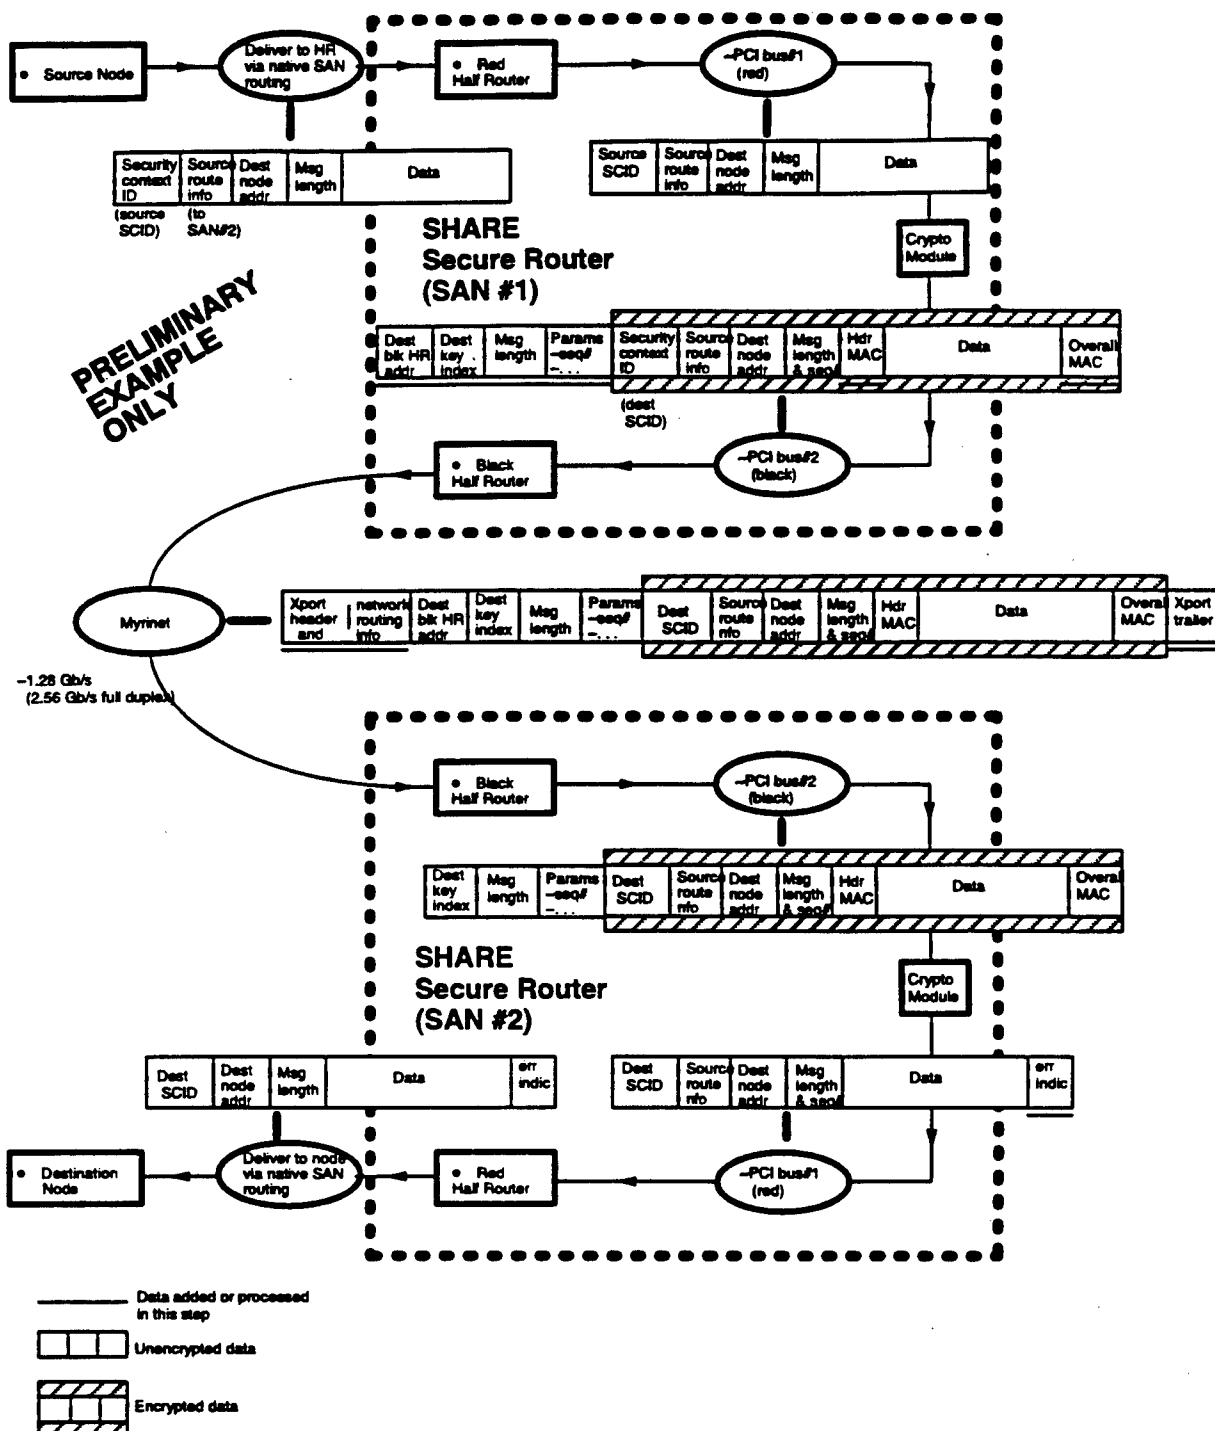 • Source Node
Deliver to HR
via native SAN
routing
• Red
Half Router
~PCI bus#1
(red)
Security
context
ID
Source
route
info
Dest
node
addr
Msg
length
Data
(source
SCID)
(to
SAN#2)
Source
SCID
Source
route
info
Dest
node
addr
Msg
length
Data
SHARE
Secure Router
(SAN #1)
Crypto
Module
PRELIMINARY
EXAMPLE
ONLY
Dest
blk HR
addr
Dest
key .
index
Msg
length
Params
~seq#
~. . .
Security
context
ID
Source
route
info
Dest
node
addr
Msg
length
& seq#
Hdr
MAC
Data
Overall
MAC
(dest
SCID)
• Black
Half Router
~PCI bus#2
(black)
Myrinet
Xport
header
and
network
routing
info
Dest
blk HR
addr
Dest
key
index
Msg
length
Params
~seq#
~. . .
Dest
SCID
Source
route
nfo
Dest
node
addr
Msg
length
& seq#
Hdr
MAC
Data
Overall
MAC
Xport
trailer
~1.28 Gb/s
(2.56 Gb/s full duplex)
• Black
Half Router
~PCI bus#2
(black)
Dest
key
index
Msg
length
Params
~seq#
~. . .
Dest
SCID
Source
route
nfo
Dest
node
addr
Msg
length
& seq#
Hdr
MAC
Data
Overall
MAC
SHARE
Secure Router
(SAN #2)
Crypto
Module
Dest
SCID
Dest
node
addr
Msg
length
Data
err
indic
Dest
SCID
Source
route
nfo
Dest
node
addr
Msg
length
& seq#
Data
err
indic
• Destination
Node
Deliver to node
via native SAN
routing
• Red
Half Router
~PCI bus#1
(red)
Data added or processed
in this step
Unencrypted data
Encrypted data